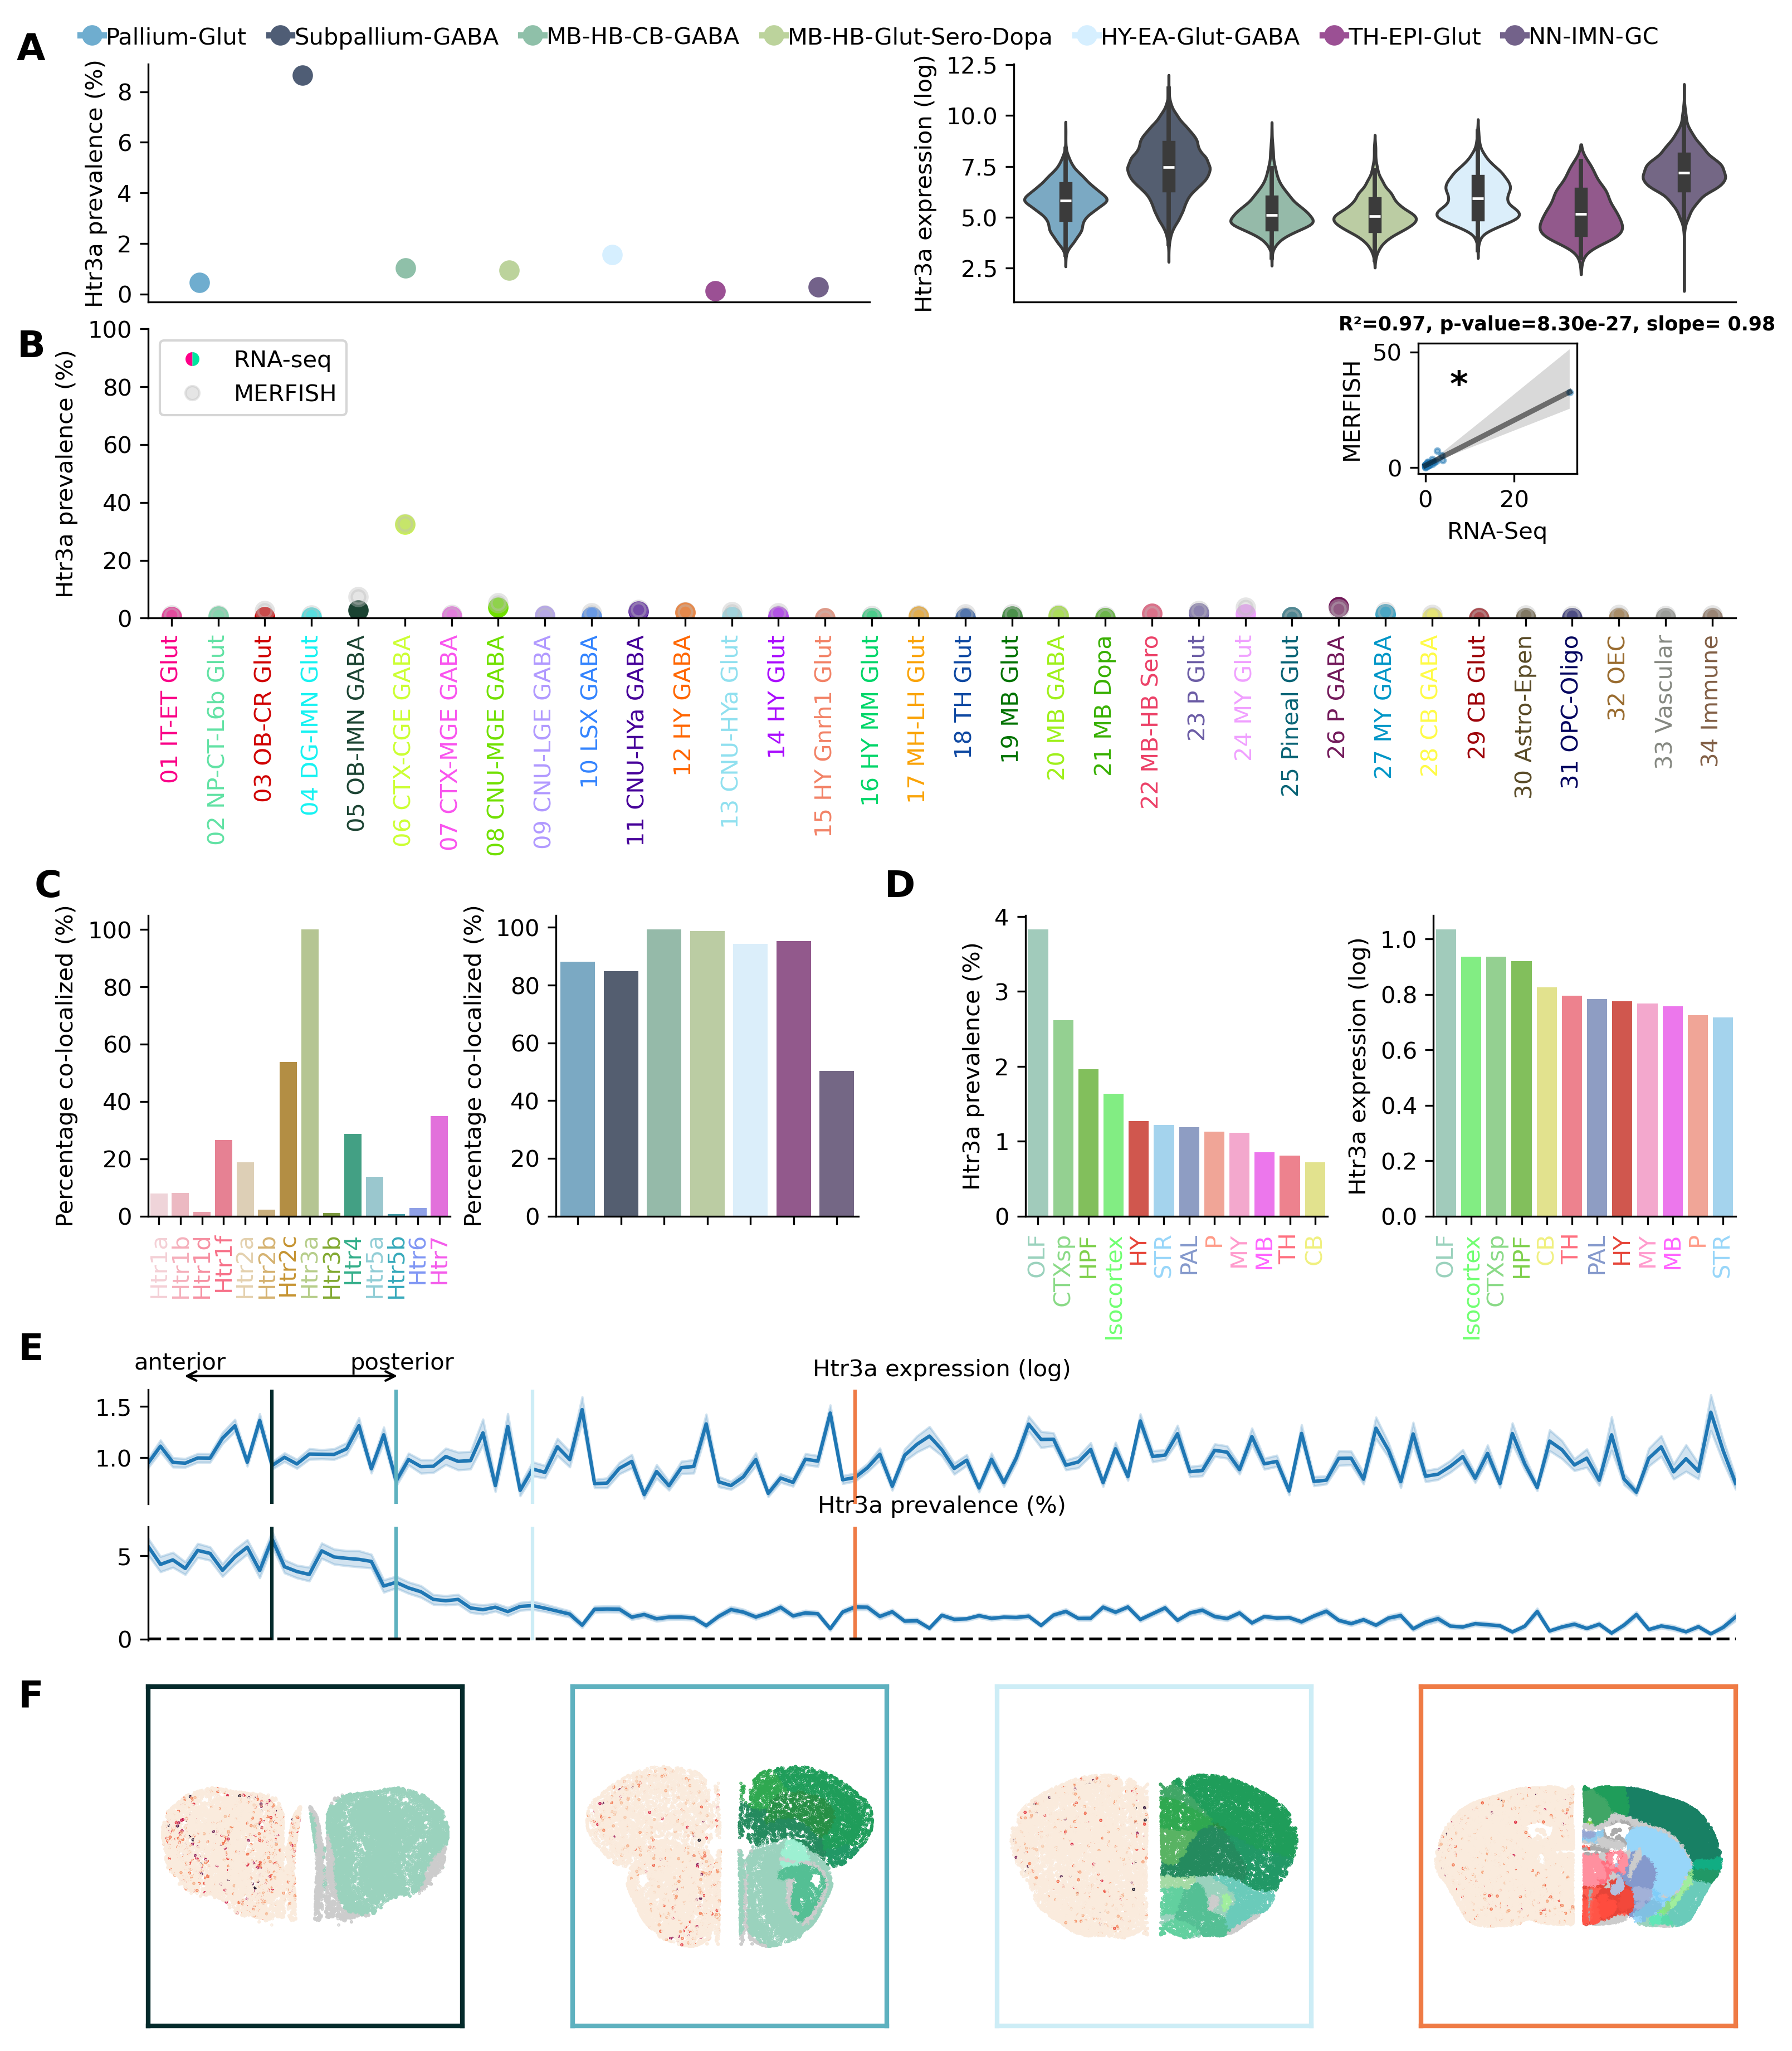 A
Pallium-Glut Subpallium-GABA MB-HB-CB-GABA MB-HB-Glut-Sero-Dopa HY-EA-Glut-GABA TH-EPI-Glut NN-IMN-GC
Htr3a prevalence (%)
8
6
4
2
0
Htr3a expression (log)
12.5
10.0
7.5
5.0
2.5
B
Htr3a prevalence (%)
100
80
60
40
20
0
RNA-seq
MERFISH
R²=0.97, p-value=8.30e-27, slope= 0.98
MERFISH
50
0
*
0 20
RNA-Seq
01 IT-ET Glut
02 NP-CT-L6b Glut
03 OB-CR Glut
04 DG-IMN Glut
05 OB-IMN GABA
06 CTX-CGE GABA
07 CTX-MGE GABA
08 CNU-MGE GABA
09 CNU-LGE GABA
10 LSX GABA
11 CNU-HYa GABA
12 HY GABA
13 CNU-HYa Glut
14 HY Glut
15 HY Gnrh1 Glut
16 HY MM Glut
17 MH-LH Glut
18 TH Glut
19 MB Glut
20 MB GABA
21 MB Dopa
22 MB-HB Sero
23 P Glut
24 MY Glut
25 Pineal Glut
26 P GABA
27 MY GABA
28 CB GABA
29 CB Glut
30 Astro-Epen
31 OPC-Oligo
32 OEC
33 Vascular
34 Immune
C
Percentage co-localized (%)
100
80
60
40
20
0
Htr1a
Htr1b
Htr1d
Htr1f
Htr2a
Htr2b
Htr2c
Htr3a
Htr3b
Htr4
Htr5a
Htr5b
Htr6
Htr7
Percentage co-localized (%)
100
80
60
40
20
0
D
Htr3a prevalence (%)
4
3
2
1
0
OLF
CTXsp
HPF
Isocortex
HY
STR
PAL
P
MY
MB
TH
CB
Htr3a expression (log)
1.0
0.8
0.6
0.4
0.2
0.0
OLF
Isocortex
CTXsp
HPF
CB
TH
PAL
HY
MY
MB
P
STR
E
anterior posterior
Htr3a expression (log)
1.5
1.0
Htr3a prevalence (%)
5
0
F